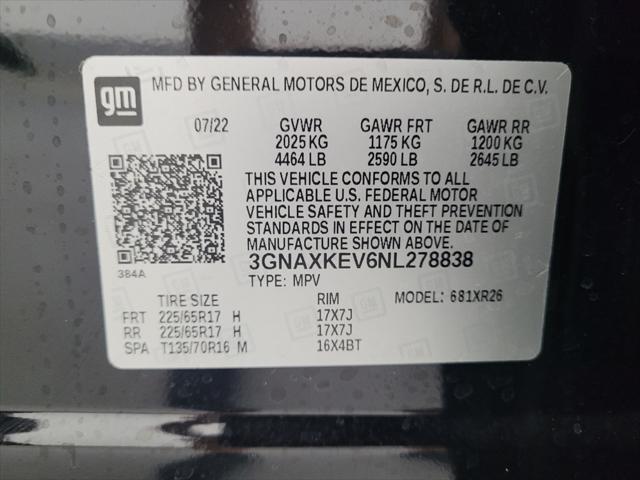 gm
MFD BY GENERAL MOTORS DE MEXICO, S. DE R.L. DE C.V.
07/22 GVWR GAWR FRT GAWR RR
2025 KG 1175 KG 1200 KG
4464 LB 2590 LB 2645 LB
THIS VEHICLE CONFORMS TO ALL
APPLICABLE U.S. FEDERAL MOTOR
VEHICLE SAFETY AND THEFT PREVENTION
STANDARDS IN EFFECT ON THE DATE OF
MANUFACTURE SHOWN ABOVE.
384A
3GNAXKEV6NL278838
TYPE: MPV
TIRE SIZE RIM MODEL: 681XR26
FRT 225/65R17 H 17X7J
RR 225/65R17 H 17X7J
SPA T135/70R16 M 16X4BT